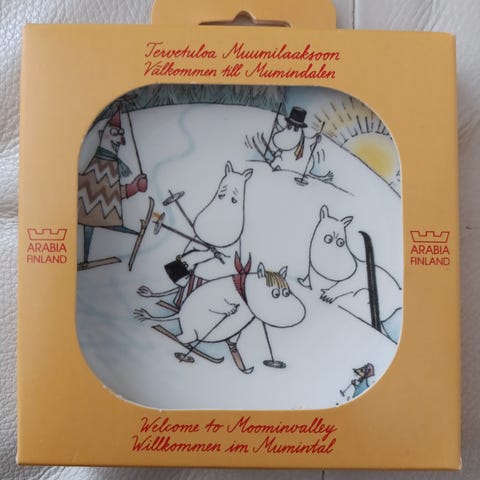 Tervetuloa Muumilaaksoon
Välkommen till Mumindalen
ARABIA
FINLAND
ARABIA
FINLAND
Welcome to Moominvalley
Willkommen im Mumintal